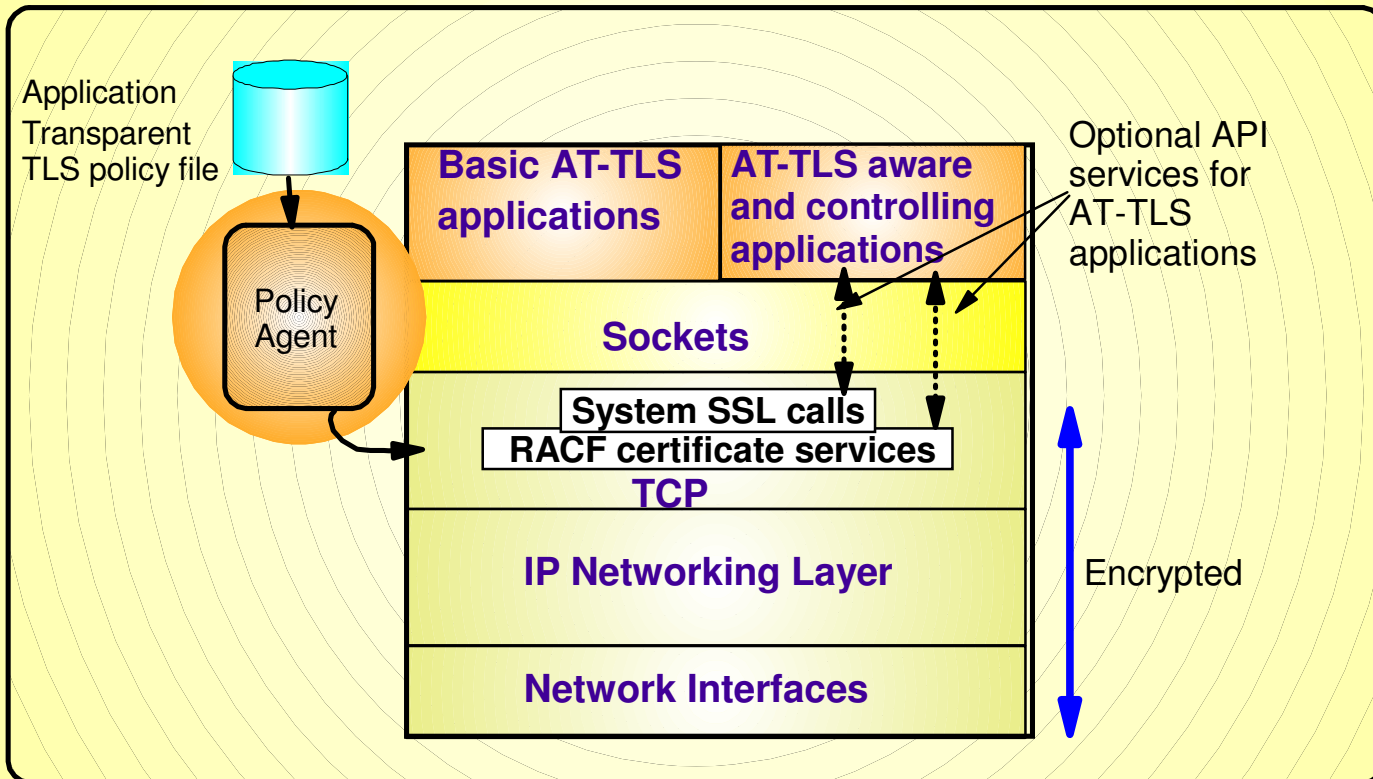 Application
Transparent
TLS policy file
Policy
Agent
Basic AT-TLS
applications
AT-TLS aware
and controlling
applications
Optional API
services for
AT-TLS
applications
Sockets
System SSL calls
RACF certificate services
TCP
IP Networking Layer
Encrypted
Network Interfaces